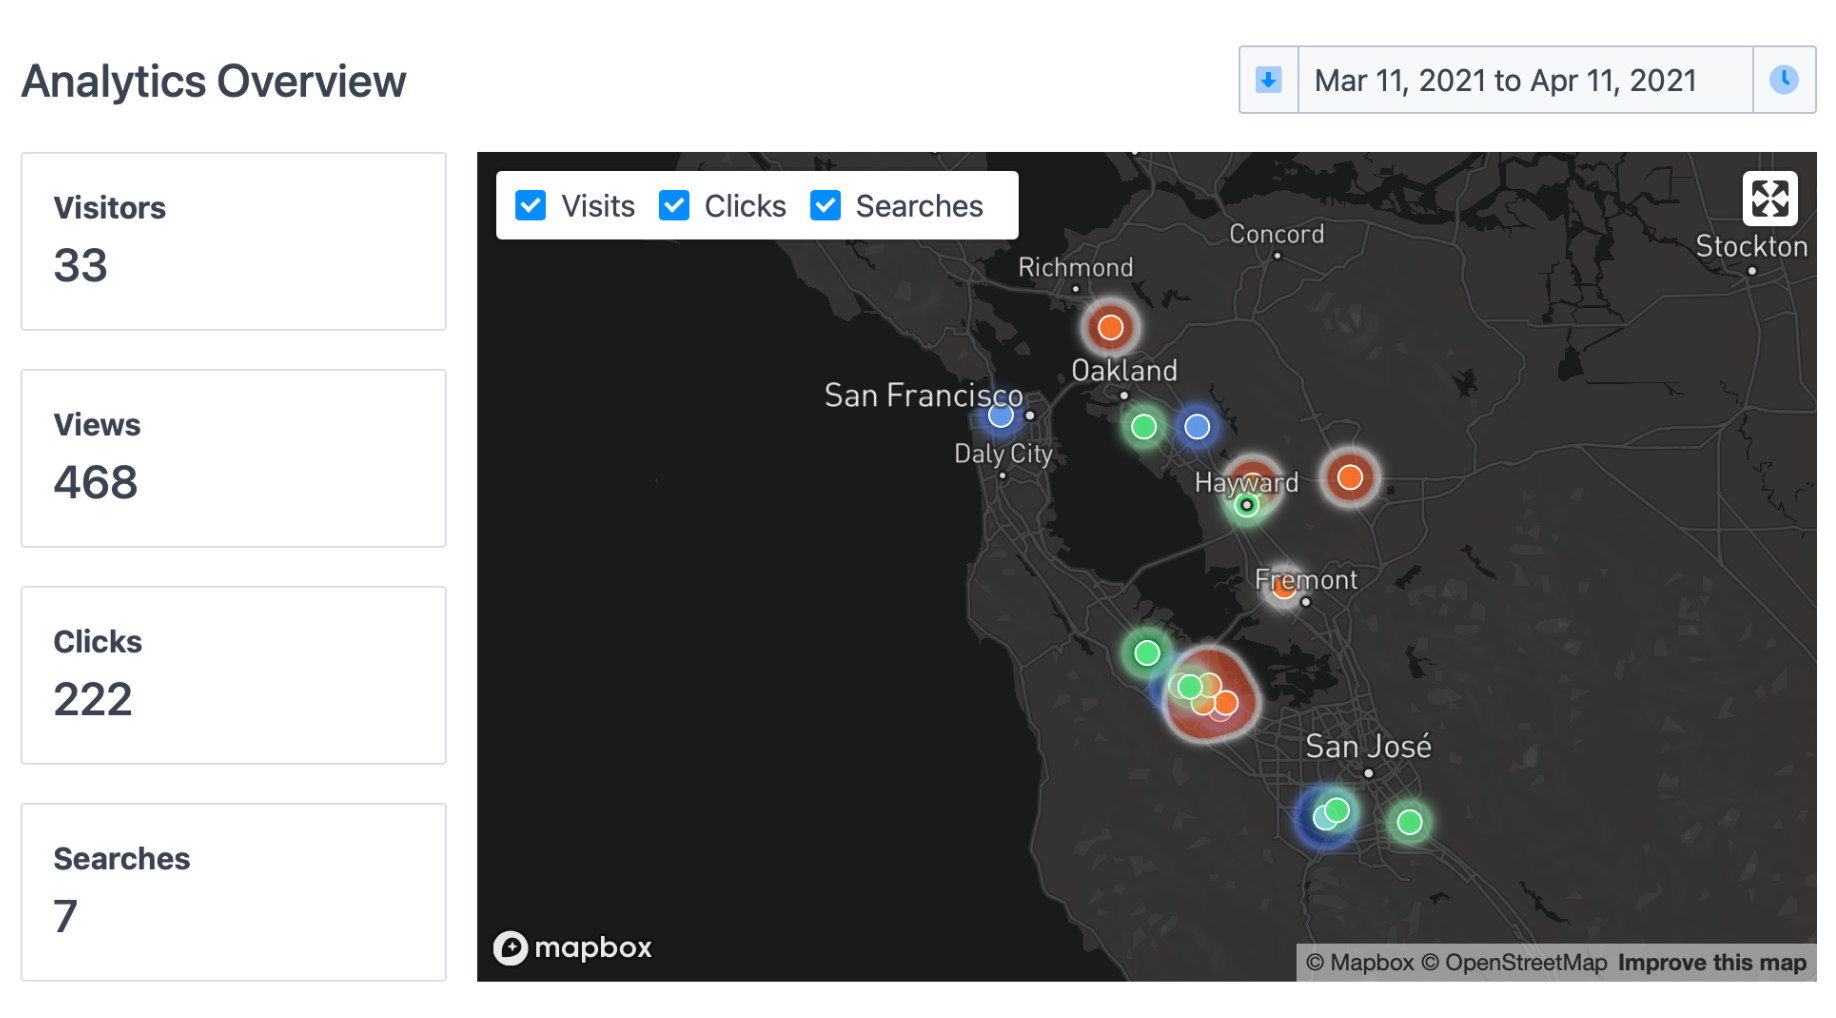 Analytics Overview
Mar 11, 2021 to Apr 11, 2021
Visitors
33
Views
468
Clicks
222
Searches
7
Visits
Clicks
Searches
Concord
Stockton
Richmond
Oakland
San Francisco
Daly City
Hayward
Fremont
San José
mapbox
© Mapbox © OpenStreetMap Improve this map